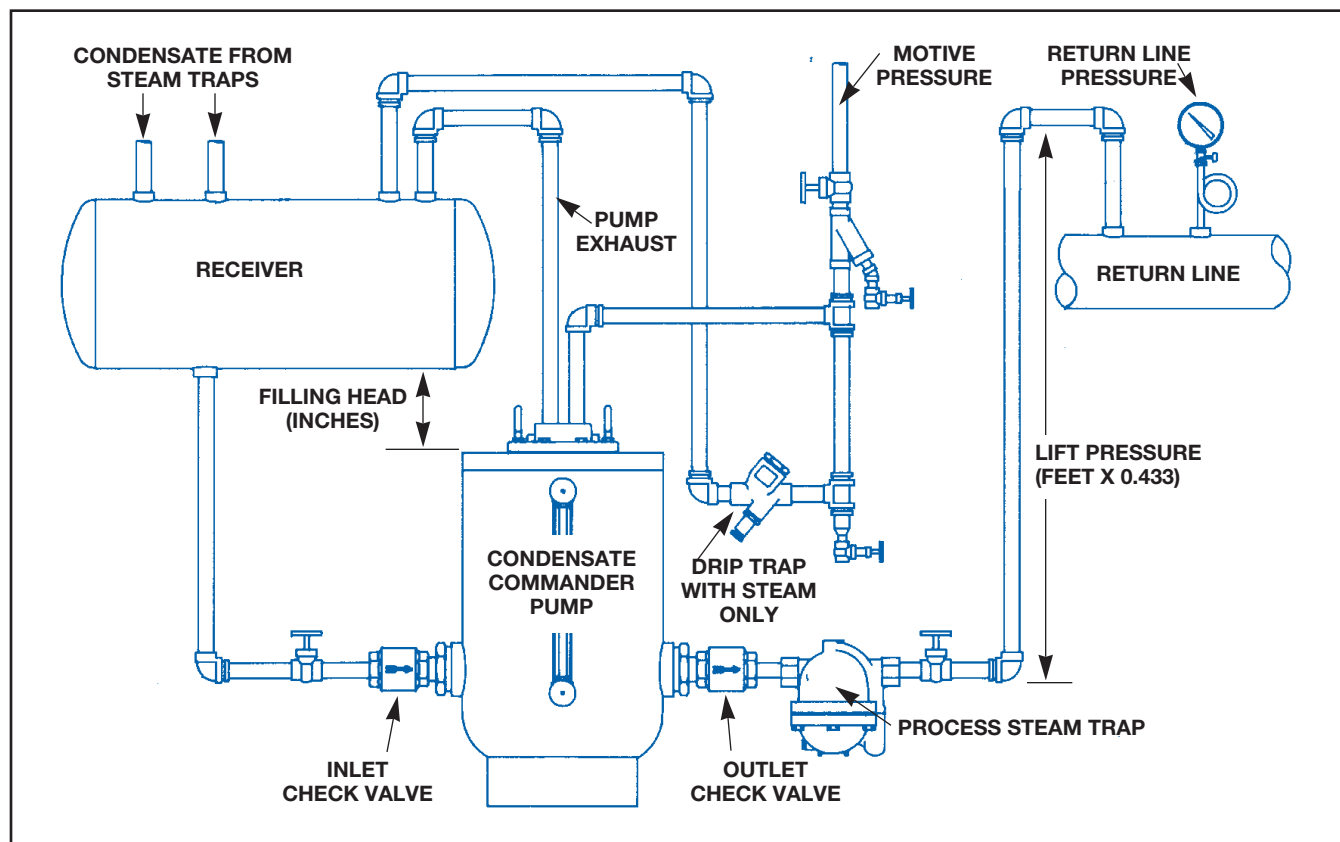 CONDENSATE FROM
STEAM TRAPS
MOTIVE
PRESSURE
RETURN LINE
PRESSURE
PUMP
EXHAUST
RECEIVER
RETURN LINE
FILLING HEAD
(INCHES)
LIFT PRESSURE
(FEET X 0.433)
CONDENSATE
COMMANDER
PUMP
DRIP TRAP
WITH STEAM
ONLY
PROCESS STEAM TRAP
INLET
CHECK VALVE
OUTLET
CHECK VALVE